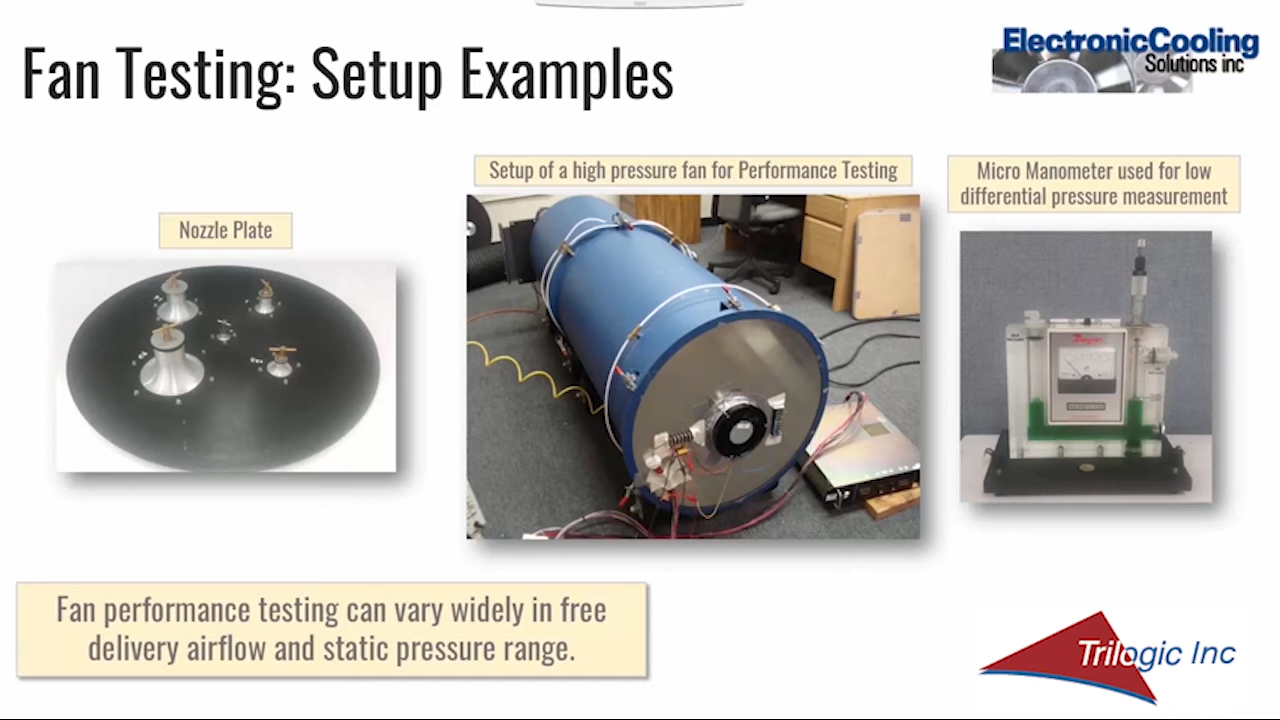 Fan Testing: Setup Examples
ElectronicCooling
Solutions inc
Nozzle Plate
Setup of a high pressure fan for Performance Testing
Micro Manometer used for low
differential pressure measurement
Fan performance testing can vary widely in free
delivery airflow and static pressure range.
Trilogic Inc